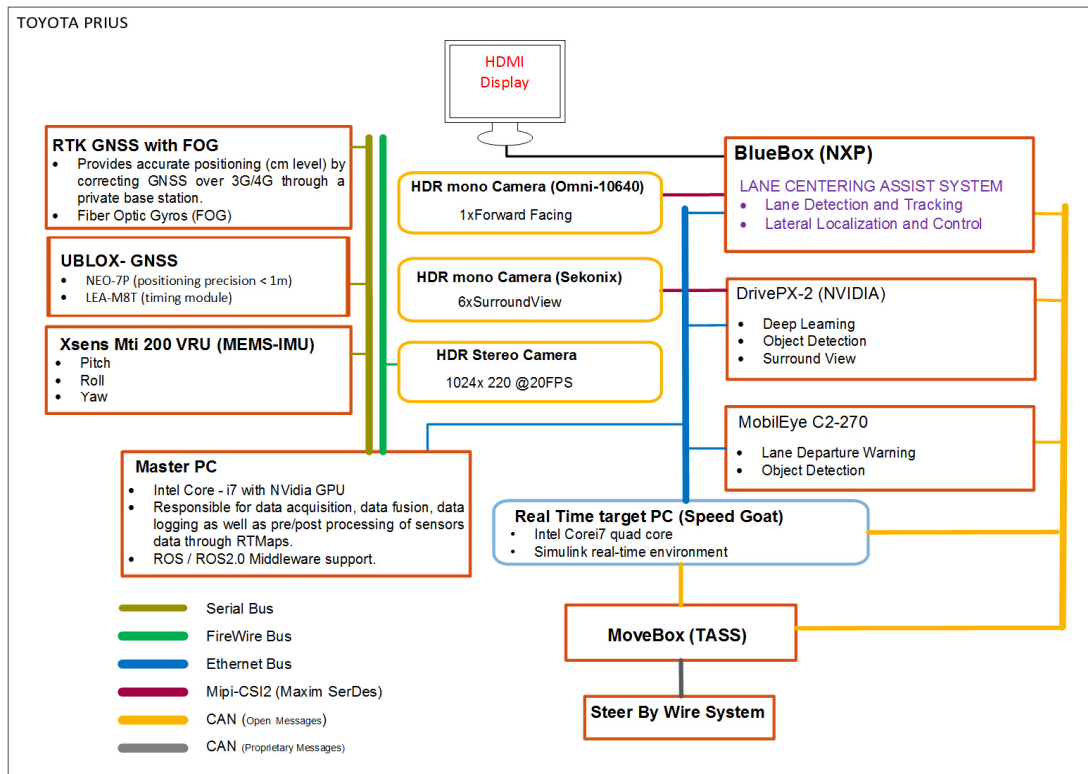 TOYOTA PRIUS
HDMI
Display
RTK GNSS with FOG
• Provides accurate positioning (cm level) by
correcting GNSS over 3G/4G through a
private base station.
• Fiber Optic Gyros (FOG)
UBLOX- GNSS
• NEO-7P (positioning precision < 1m)
• LEA-M8T (timing module)
Xsens Mti 200 VRU (MEMS-IMU)
• Pitch
• Roll
• Yaw
HDR mono Camera (Omni-10640)
1xForward Facing
HDR mono Camera (Sekonix)
6xSurroundView
HDR Stereo Camera
1024x 220 @20FPS
BlueBox (NXP)
LANE CENTERING ASSIST SYSTEM
• Lane Detection and Tracking
• Lateral Localization and Control
DrivePX-2 (NVIDIA)
• Deep Learning
• Object Detection
• Surround View
MobilEye C2-270
• Lane Departure Warning
• Object Detection
Master PC
• Intel Core - i7 with NVidia GPU
• Responsible for data acquisition, data fusion, data
logging as well as pre/post processing of sensors
data through RTMaps.
• ROS / ROS2.0 Middleware support.
Real Time target PC (Speed Goat)
• Intel Corei7 quad core
• Simulink real-time environment
MoveBox (TASS)
Steer By Wire System
Serial Bus
FireWire Bus
Ethernet Bus
Mipi-CSI2 (Maxim SerDes)
CAN (Open Messages)
CAN (Proprietary Messages)